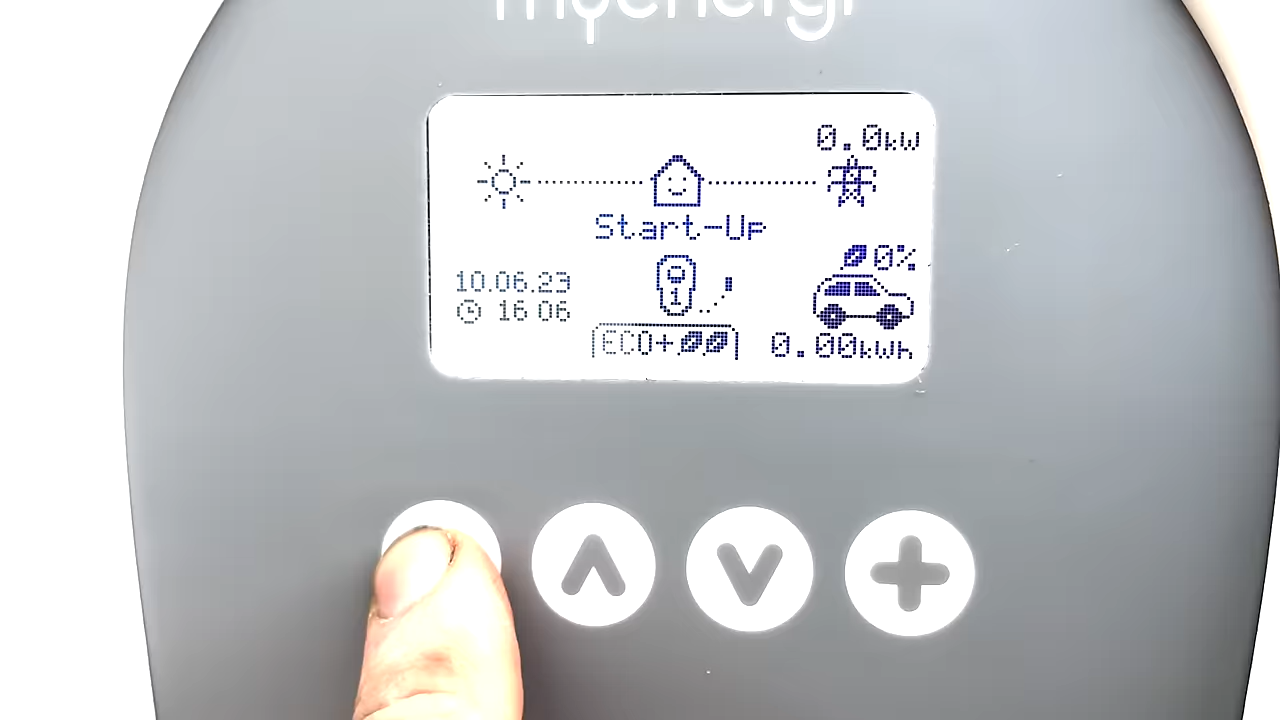 myenergi
0.0kW
Start-Up
0%
10.06.23
16 06
ECO+
0.00kWh